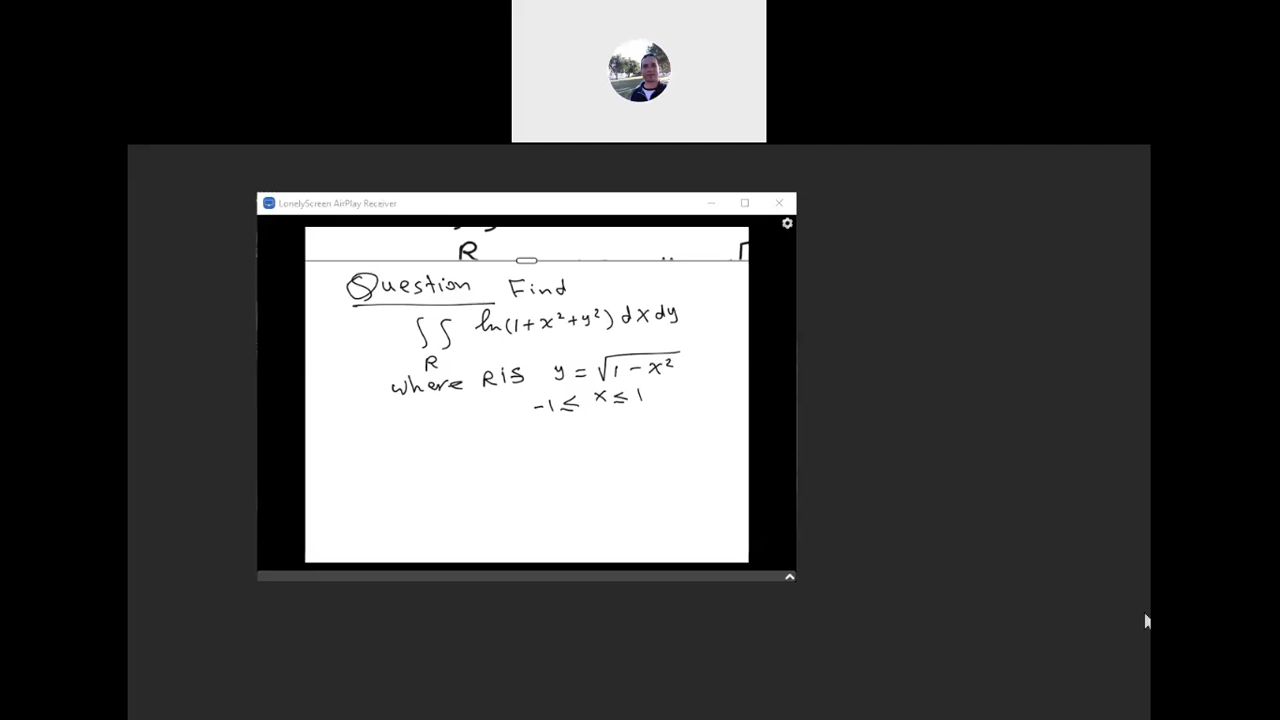 LonelyScreen AirPlay Receiver
R
Question Find
∫∫ ln(1+x²+y²) dx dy
R
where R is y = √1 - x²
-1 ≤ x ≤ 1